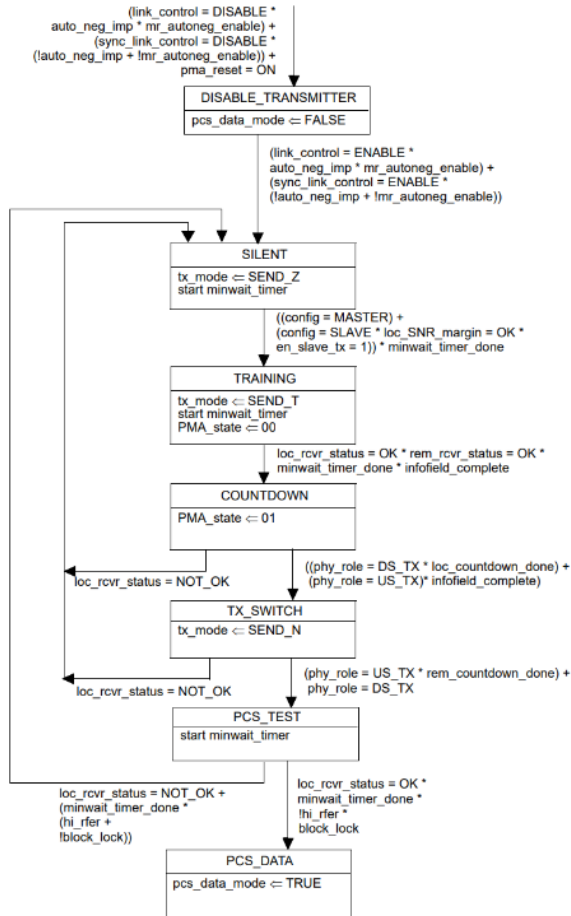 (link_control = DISABLE *
auto_neg_imp * mr_autoneg_enable) +
(sync_link_control = DISABLE *
(!auto_neg_imp + !mr_autoneg_enable)) +
pma_reset = ON
DISABLE_TRANSMITTER
pcs_data_mode ⇐ FALSE
(link_control = ENABLE *
auto_neg_imp * mr_autoneg_enable) +
(sync_link_control = ENABLE *
(!auto_neg_imp + !mr_autoneg_enable))
SILENT
tx_mode ⇐ SEND_Z
start minwait_timer
((config = MASTER) +
(config = SLAVE * loc_SNR_margin = OK *
en_slave_tx = 1)) * minwait_timer_done
TRAINING
tx_mode ⇐ SEND_T
start minwait_timer
PMA_state ⇐ 00
loc_rcvr_status = OK * rem_rcvr_status = OK *
minwait_timer_done * infofield_complete
COUNTDOWN
PMA_state ⇐ 01
loc_rcvr_status = NOT_OK
((phy_role = DS_TX * loc_countdown_done) +
(phy_role = US_TX)* infofield_complete)
TX_SWITCH
tx_mode ⇐ SEND_N
loc_rcvr_status = NOT_OK
(phy_role = US_TX * rem_countdown_done) +
phy_role = DS_TX
PCS_TEST
start minwait_timer
loc_rcvr_status = NOT_OK +
(minwait_timer_done *
(hi_rfer +
!block_lock))
loc_rcvr_status = OK *
minwait_timer_done *
!hi_rfer *
block_lock
PCS_DATA
pcs_data_mode ⇐ TRUE